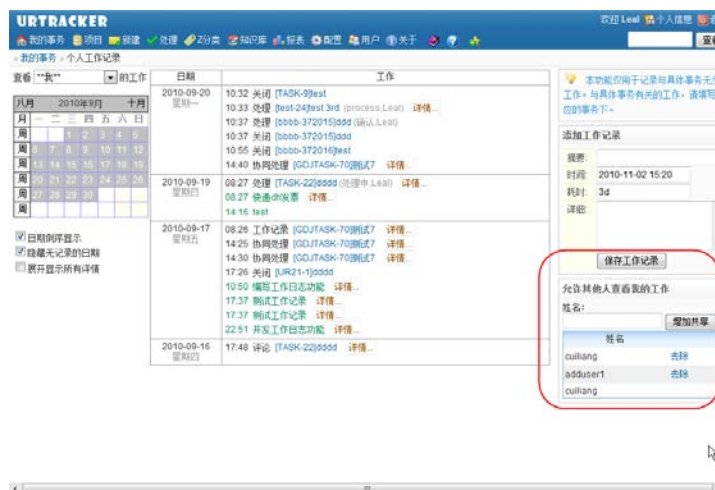 URTRACKER
欢迎 Leal 个人信息
我的事务 项目 新建 处理 Z分类 知识库 报表 配置 用户 关于
我的事务 » 个人工作记录
查看 **我** 的工作
八月 2010年9月 十月
月 一 二 三 四 五 六 日
周 1 2 3 4 5
周 6 7 8 9 10 11 12
周 13 14 15 16 17 18 19
周 20 21 22 23 24 25 26
周 27 28 29 30
周
日期倒序显示
隐藏无记录的日期
展开显示所有详情
日期 工作
2010-09-20
星期一
10:32 关闭 [TASK-9]test
10:33 处理 [test-24]test 3rd (process,Leal) 详情...
10:37 处理 [bbbb-372015]ddd (确认,Leal)
10:37 关闭 [bbbb-372015]ddd
10:55 关闭 [bbbb-372016]test
14:40 协同处理 [GDJTASK-70]测试7 详情...
2010-09-19
08:27 处理 [TASK-22]dddd (处理中,Leal) 详情...
08:27 快递dh发票 详情...
14:16 test
2010-09-17
星期五
08:26 工作记录 [GDJTASK-70]测试7 详情...
14:25 协同处理 [GDJTASK-70]测试7 详情...
14:30 协同处理 [GDJTASK-70]测试7 详情...
17:26 关闭 [UR21-1]dddd
10:50 编写工作日志功能 详情...
17:37 测试工作记录 详情...
17:37 测试工作记录 详情...
22:51 开发工作日志功能 详情...
2010-09-16
星期四
17:48 评论 [TASK-22]dddd 详情...
本功能仅用于记录与具体事务无
工作。与具体事务有关的工作，请填写
应的事务下。
添加工作记录
摘要:
时间: 2010-11-02 15:20
耗时: 3d
详细:
保存工作记录
允许其他人查看我的工作
姓名:
增加共享
姓名
cuiliang 去除
adduser1 去除
cuiliang